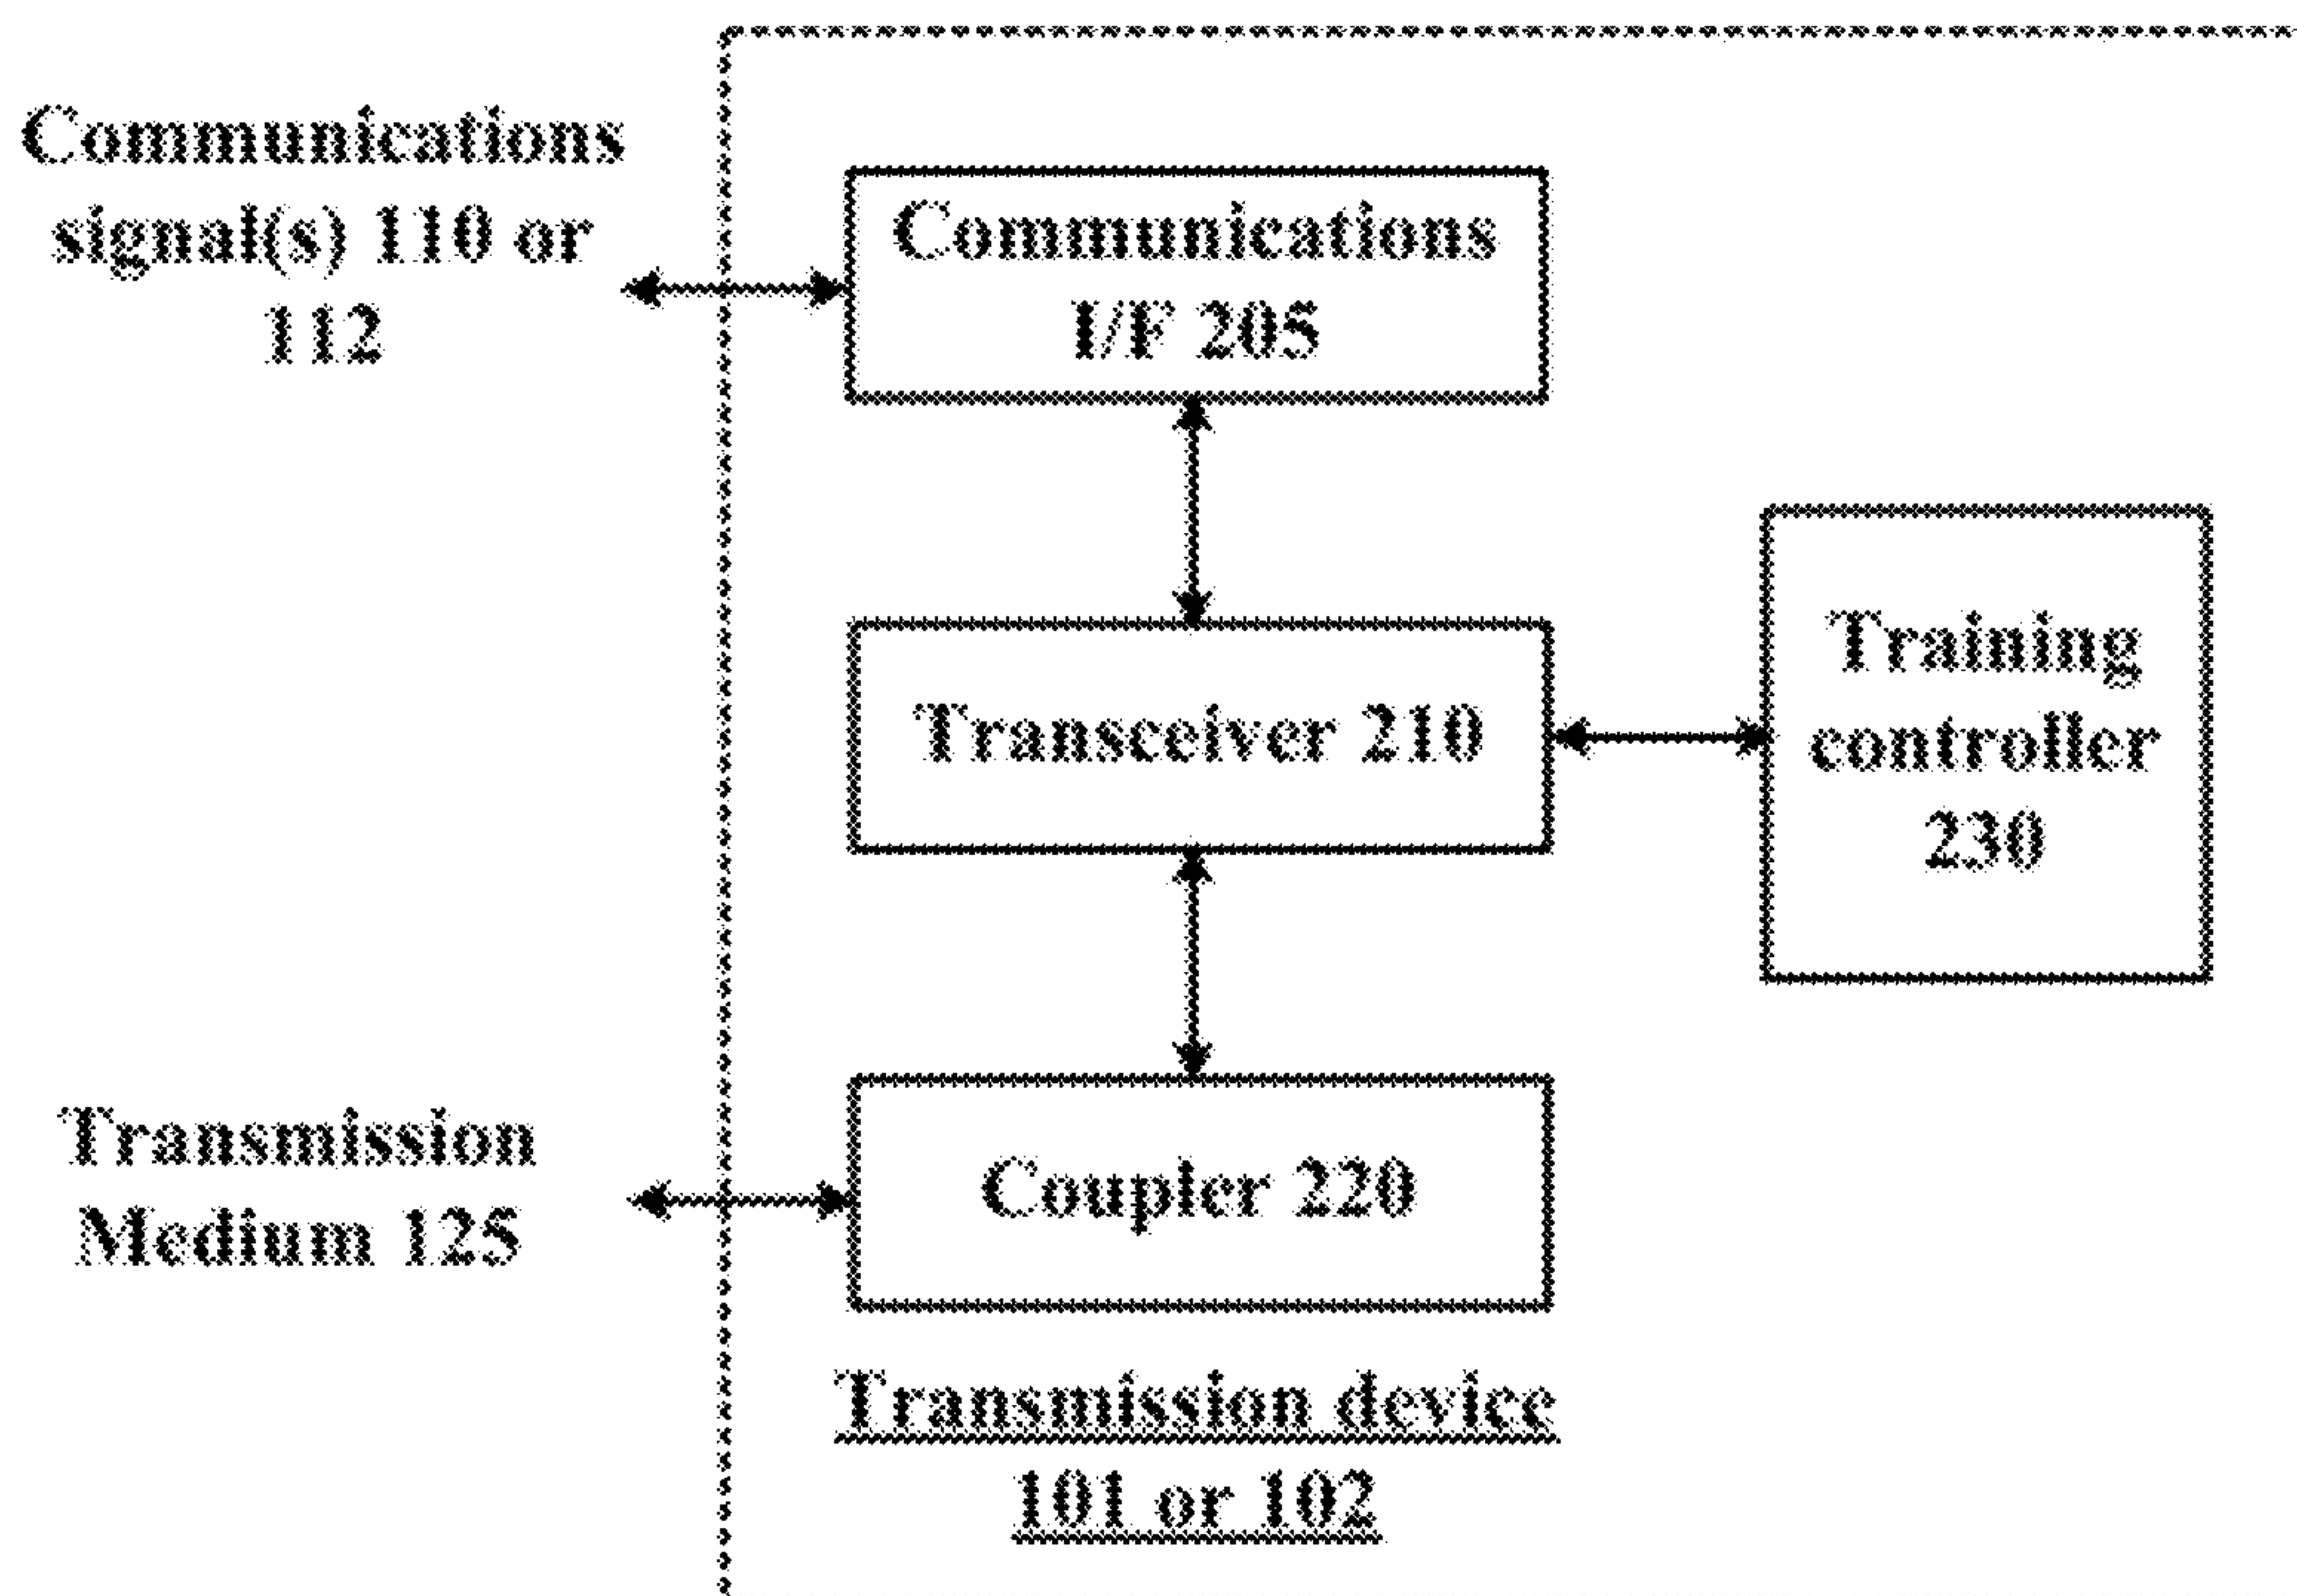 Communications
signal(s) 110 or
112
Communications
I/F 205
Transceiver 210
Training
controller
230
Transmission
Medium 125
Coupler 220
Transmission device
101 or 102